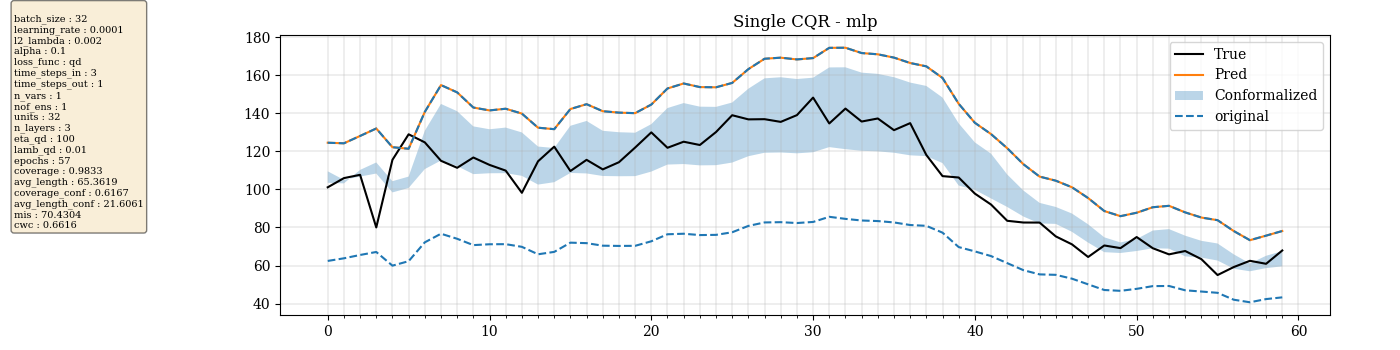 Single CQR - mlp
batch_size : 32
learning_rate : 0.0001
l2_lambda : 0.002
alpha : 0.1
loss_func : qd
time_steps_in : 3
time_steps_out : 1
n_vars : 1
nof_ens : 1
units : 32
n_layers : 3
eta_qd : 100
lamb_qd : 0.01
epochs : 57
coverage : 0.9833
avg_length : 65.3619
coverage_conf : 0.6167
avg_length_conf : 21.6061
mis : 70.4304
cwc : 0.6616
180
160
140
120
100
80
60
40
True
Pred
Conformalized
original
0 10 20 30 40 50 60